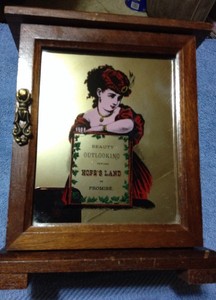 BEAUTY
OUTLOOKING
HOPE'S LAND
OF
PROMISE.